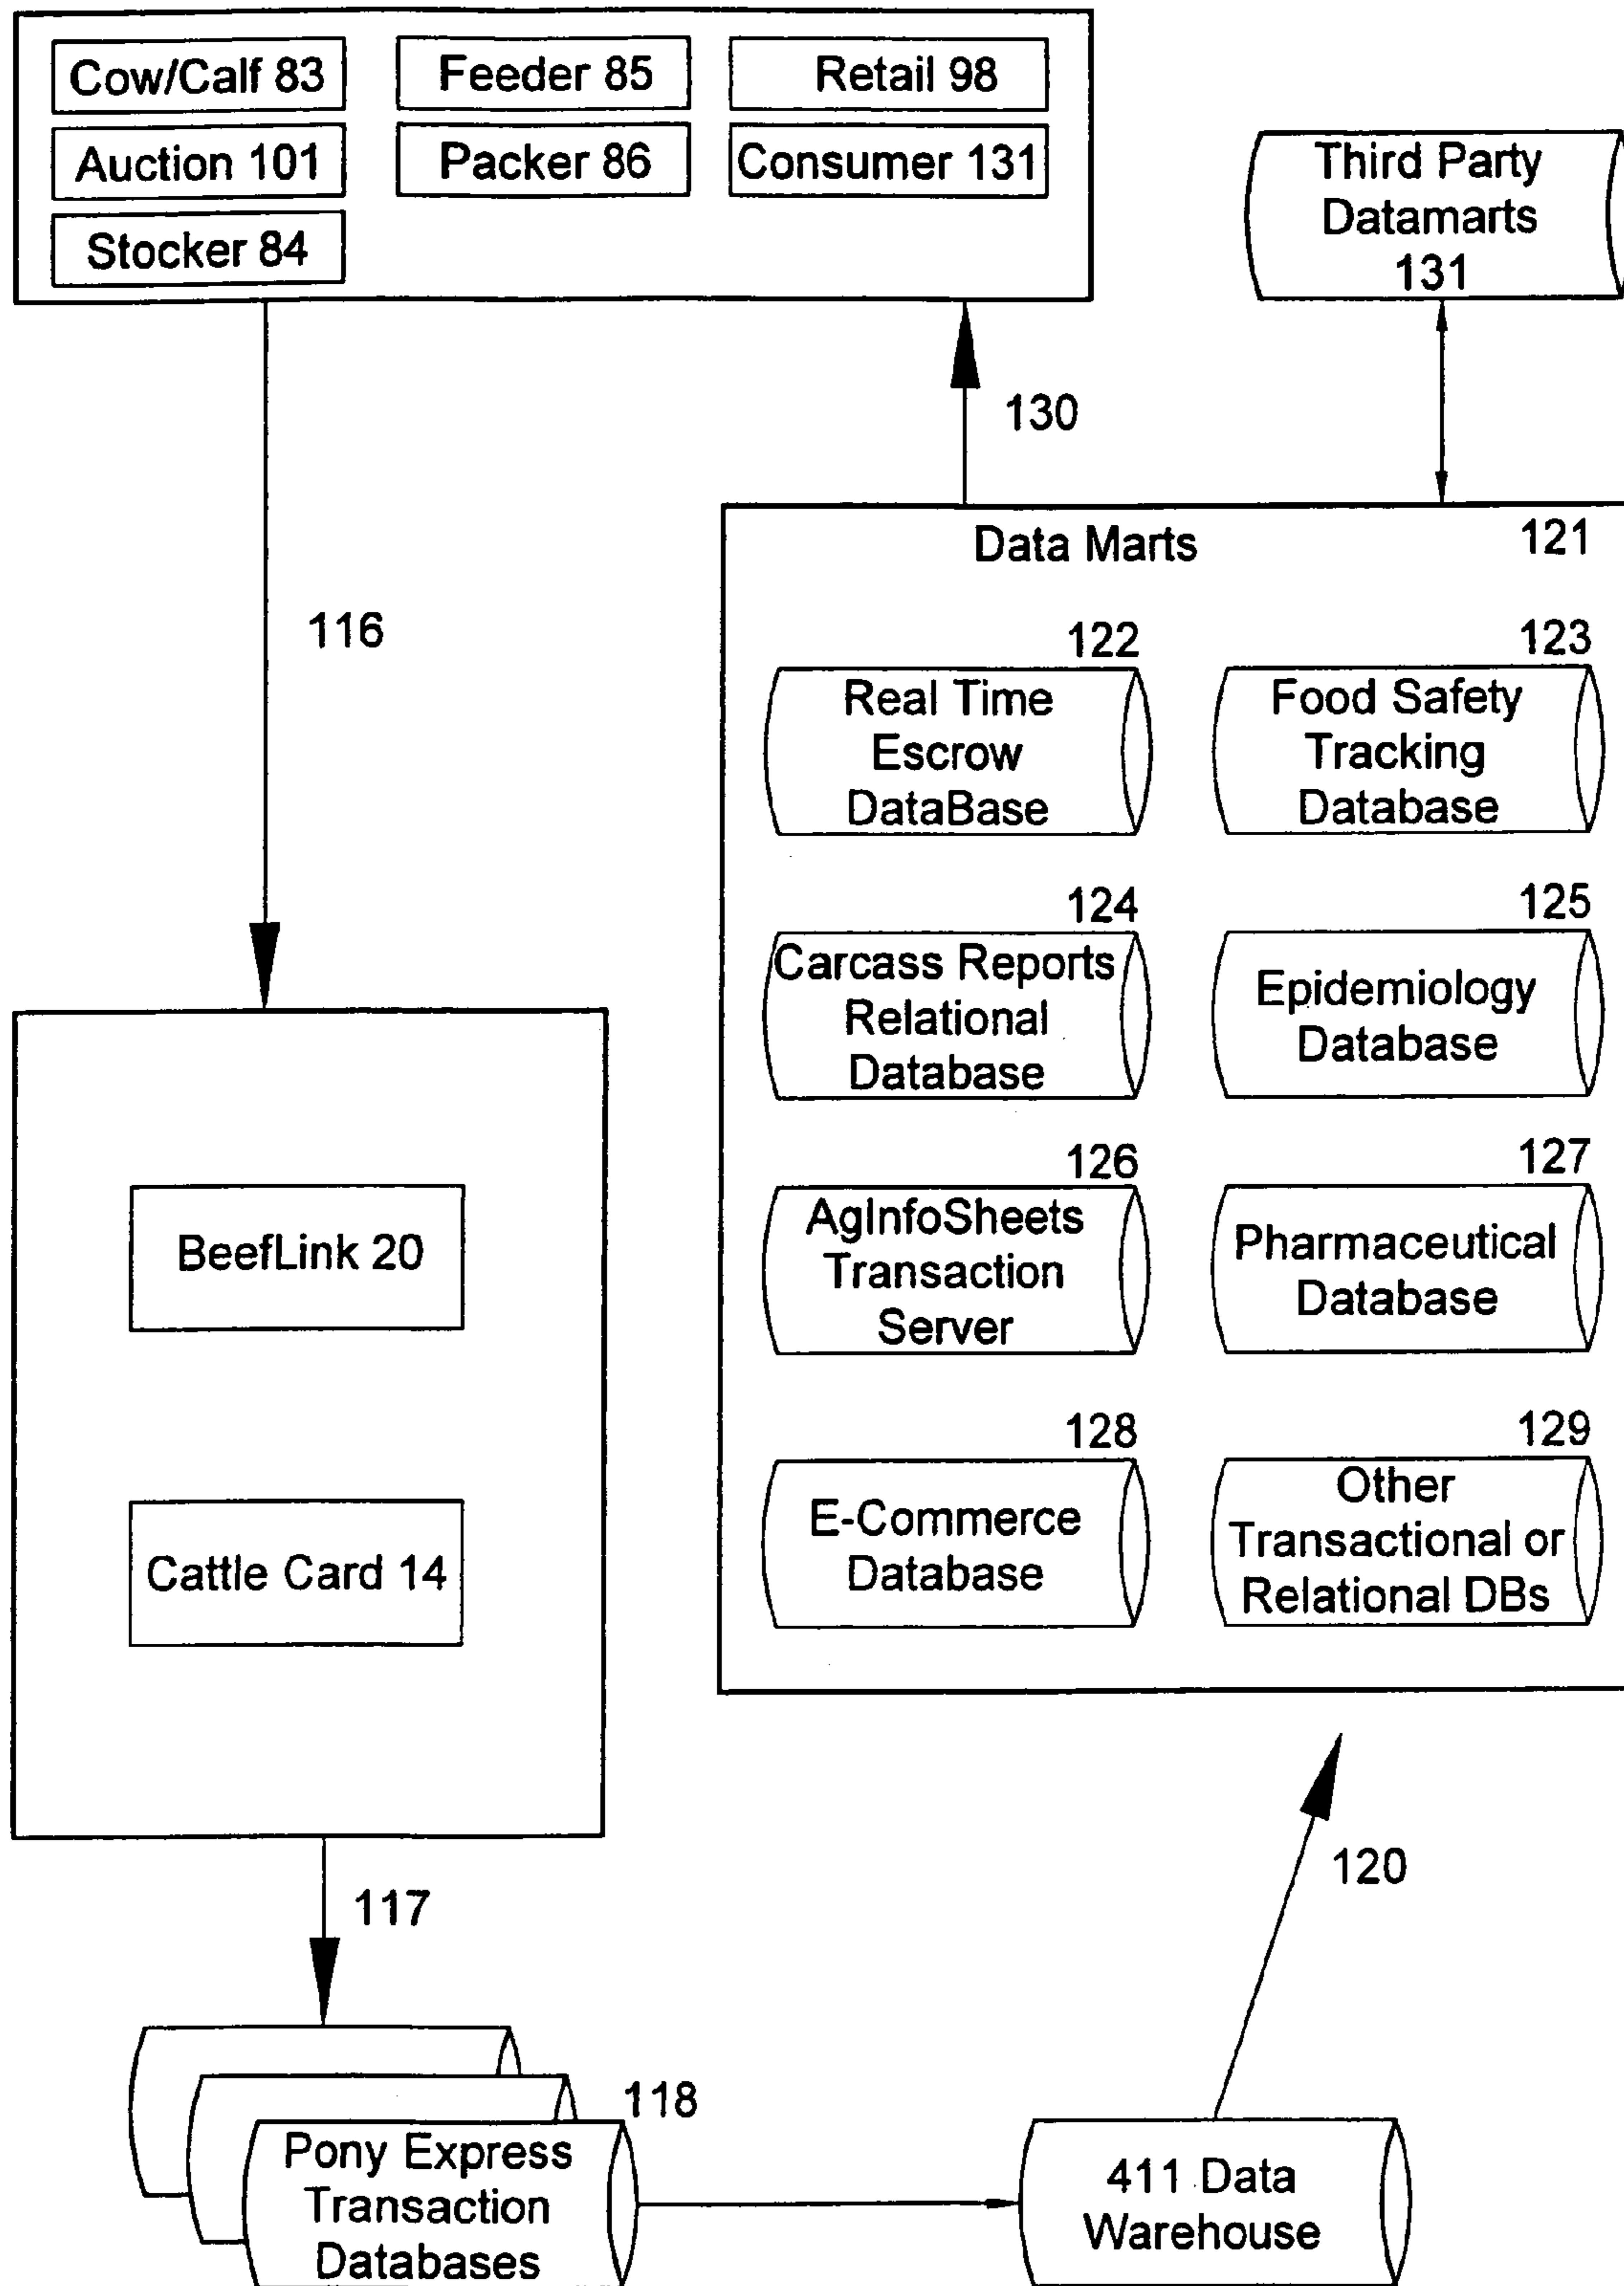 Cow/Calf 83
Feeder 85
Retail 98
Auction 101
Packer 86
Consumer 131
Stocker 84
Third Party
Datamarts
131
130
116
Data Marts
121
122
Real Time
Escrow
DataBase
123
Food Safety
Tracking
Database
124
Carcass Reports
Relational
Database
125
Epidemiology
Database
126
AgInfoSheets
Transaction
Server
127
Pharmaceutical
Database
128
E-Commerce
Database
129
Other
Transactional or
Relational DBs
BeefLink 20
Cattle Card 14
117
120
118
Pony Express
Transaction
Databases
411 Data
Warehouse